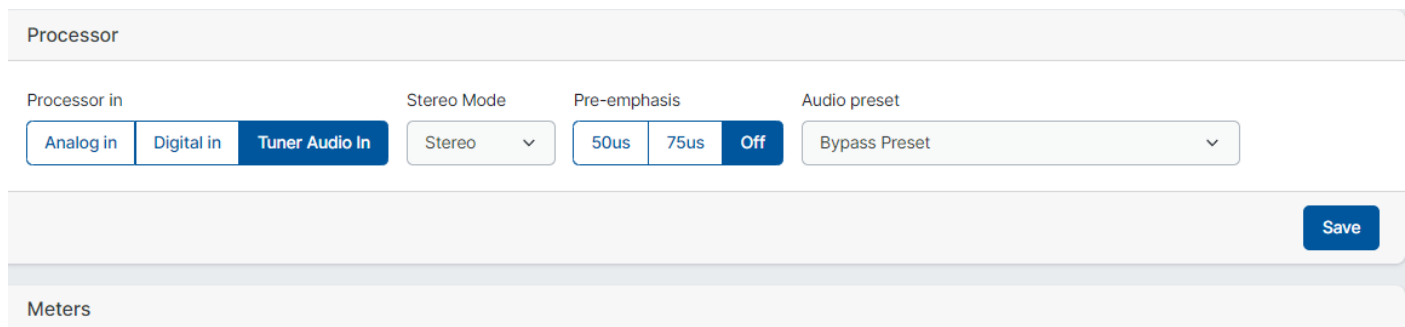 Processor
Processor in
Stereo Mode
Pre-emphasis
Audio preset
Analog in
Digital in
Tuner Audio In
Stereo
50us
75us
Off
Bypass Preset
Save
Meters